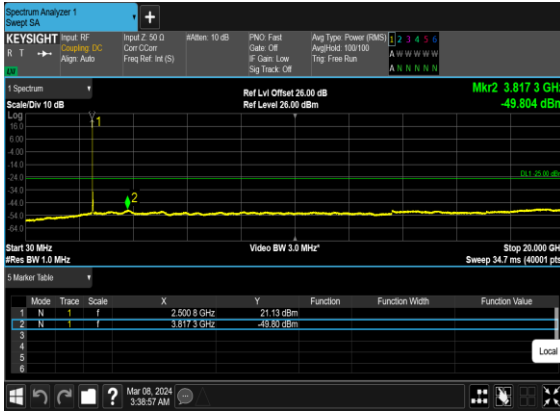 Spectrum Analyzer 1
Swept SA
+
KEYSIGHT
R T
Input: RF
Coupling: DC
Align: Auto
Input Z: 50 Ω
Corr CCorr
Freq Ref: Int (S)
#Atten: 10 dB
PNO: Fast
Gate: Off
IF Gain: Low
Sig Track: Off
Avg Type: Power (RMS)
Avg|Hold: 100/100
Trig: Free Run
1 2 3 4 5 6
A W W W W W
A N N N N N
1 Spectrum
Scale/Div 10 dB
Ref Lvl Offset 26.00 dB
Ref Level 26.00 dBm
Mkr2 3.817 3 GHz
-49.804 dBm
Log
16.0
6.00
-4.00
-14.0
-24.0
-34.0
-44.0
-54.0
-64.0
1
2
Start 30 MHz
#Res BW 1.0 MHz
Video BW 3.0 MHz*
Stop 20.000 GH
Sweep 34.7 ms (40001 pts
5 Marker Table
Mode Trace Scale X Y Function Function Width Function Value
1 N 1 f 2.500 8 GHz 21.13 dBm
2 N 1 f 3.817 3 GHz -49.80 dBm
3
4
5
6
Local
?
Mar 08, 2024
3:38:57 AM